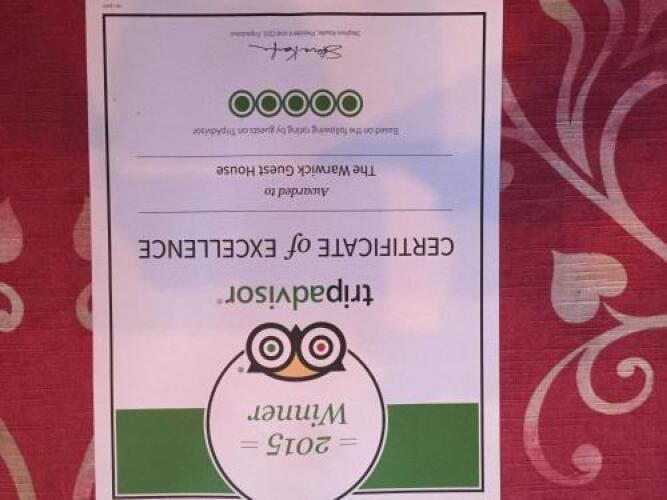 = 2015 =
Winner
tripadvisor®
CERTIFICATE of EXCELLENCE
Awarded to
The Warwick Guest House
Based on the following rating by guests on TripAdvisor
Stephen Kaufer, President and CEO, TripAdvisor